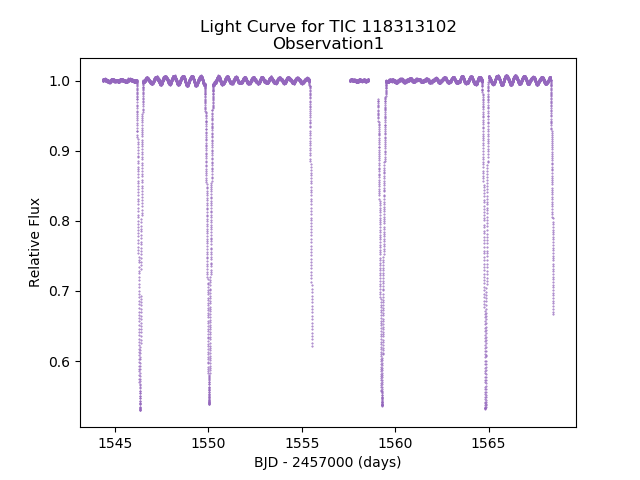 Light Curve for TIC 118313102
Observation1
1.0
0.9
0.8
0.7
0.6
Relative Flux
1545
1550
1555
1560
1565
BJD - 2457000 (days)